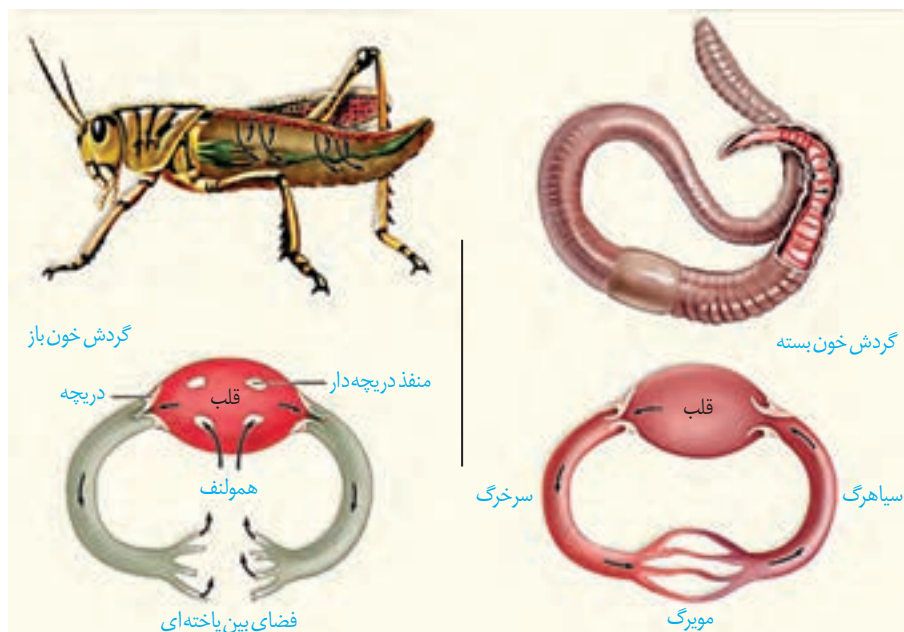 گردش خون بسته
قلب
سیاهرگ
سرخرگ
مویرگ
گردش خون باز
منفذ دریچه‌دار
دریچه
قلب
همولنف
فضای بین یاخته‌ای